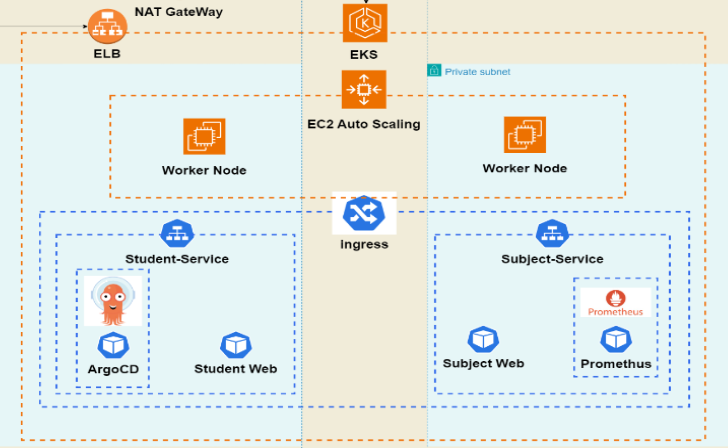 NAT GateWay
ELB
EKS
Private subnet
EC2 Auto Scaling
Worker Node
Worker Node
Ingress
Student-Service
Subject-Service
Prometheus
ArgoCD
Student Web
Subject Web
Promethus